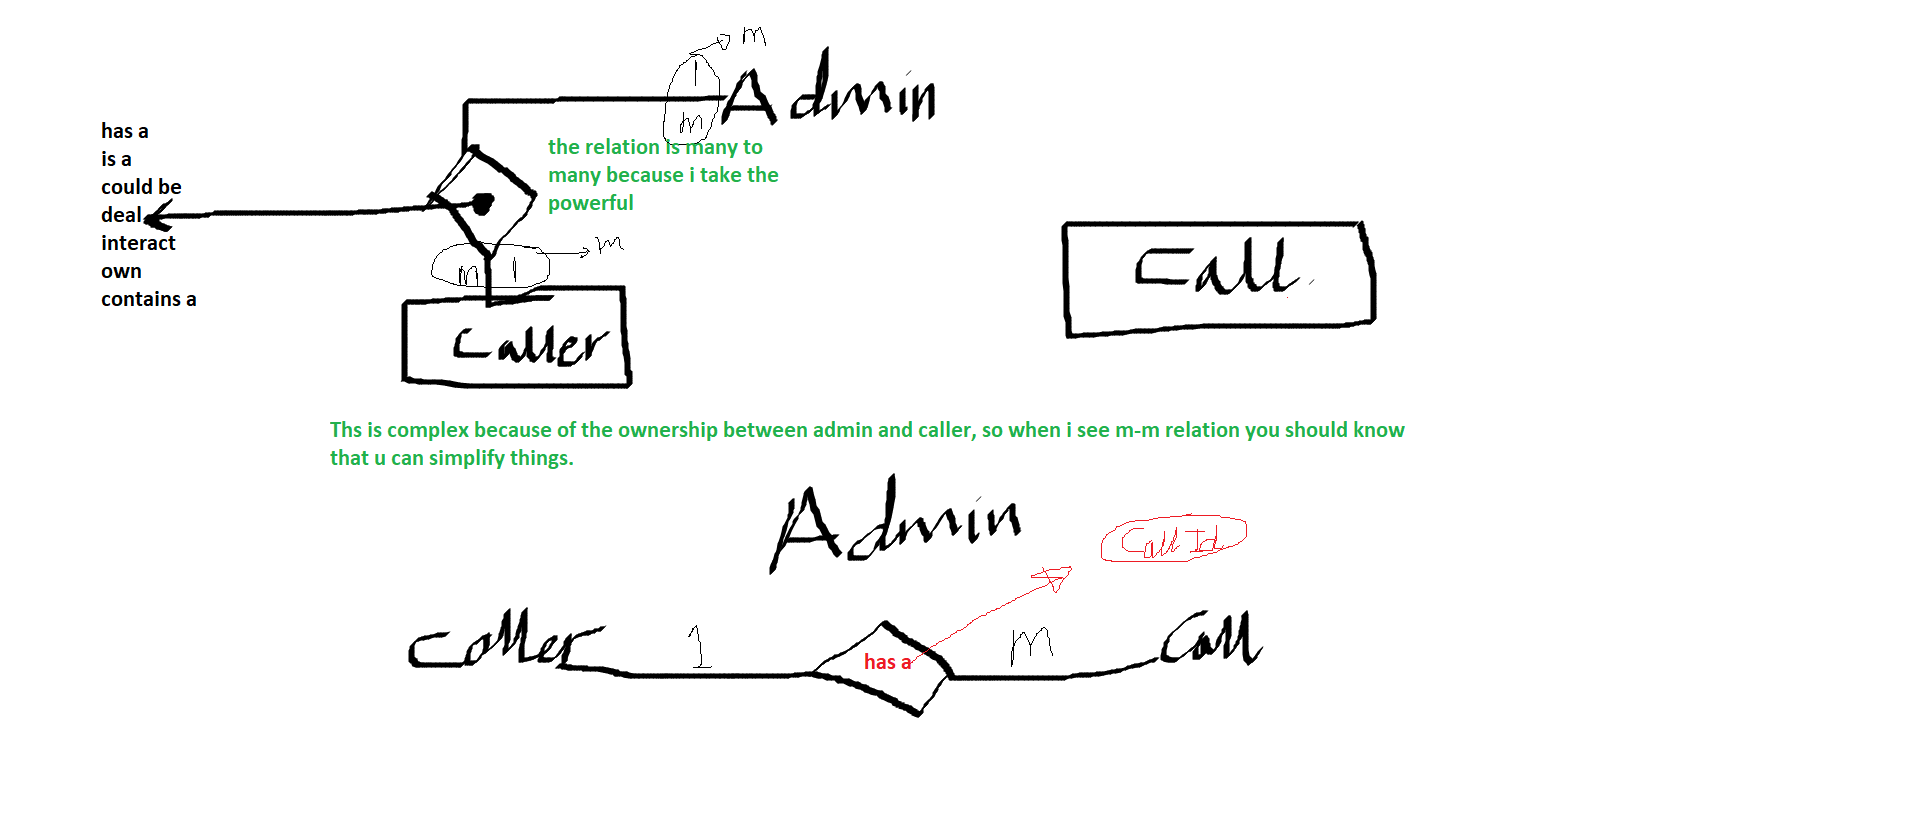 m
1
Admin
m
has a
is a
could be
deal
interact
own
contains a
the relation is many to
many because i take the
powerful
m
m 1
Caller
Call
Ths is complex because of the ownership between admin and caller, so when i see m-m relation you should know
that u can simplify things.
Admin
Call Id
Caller 1 has a M Call